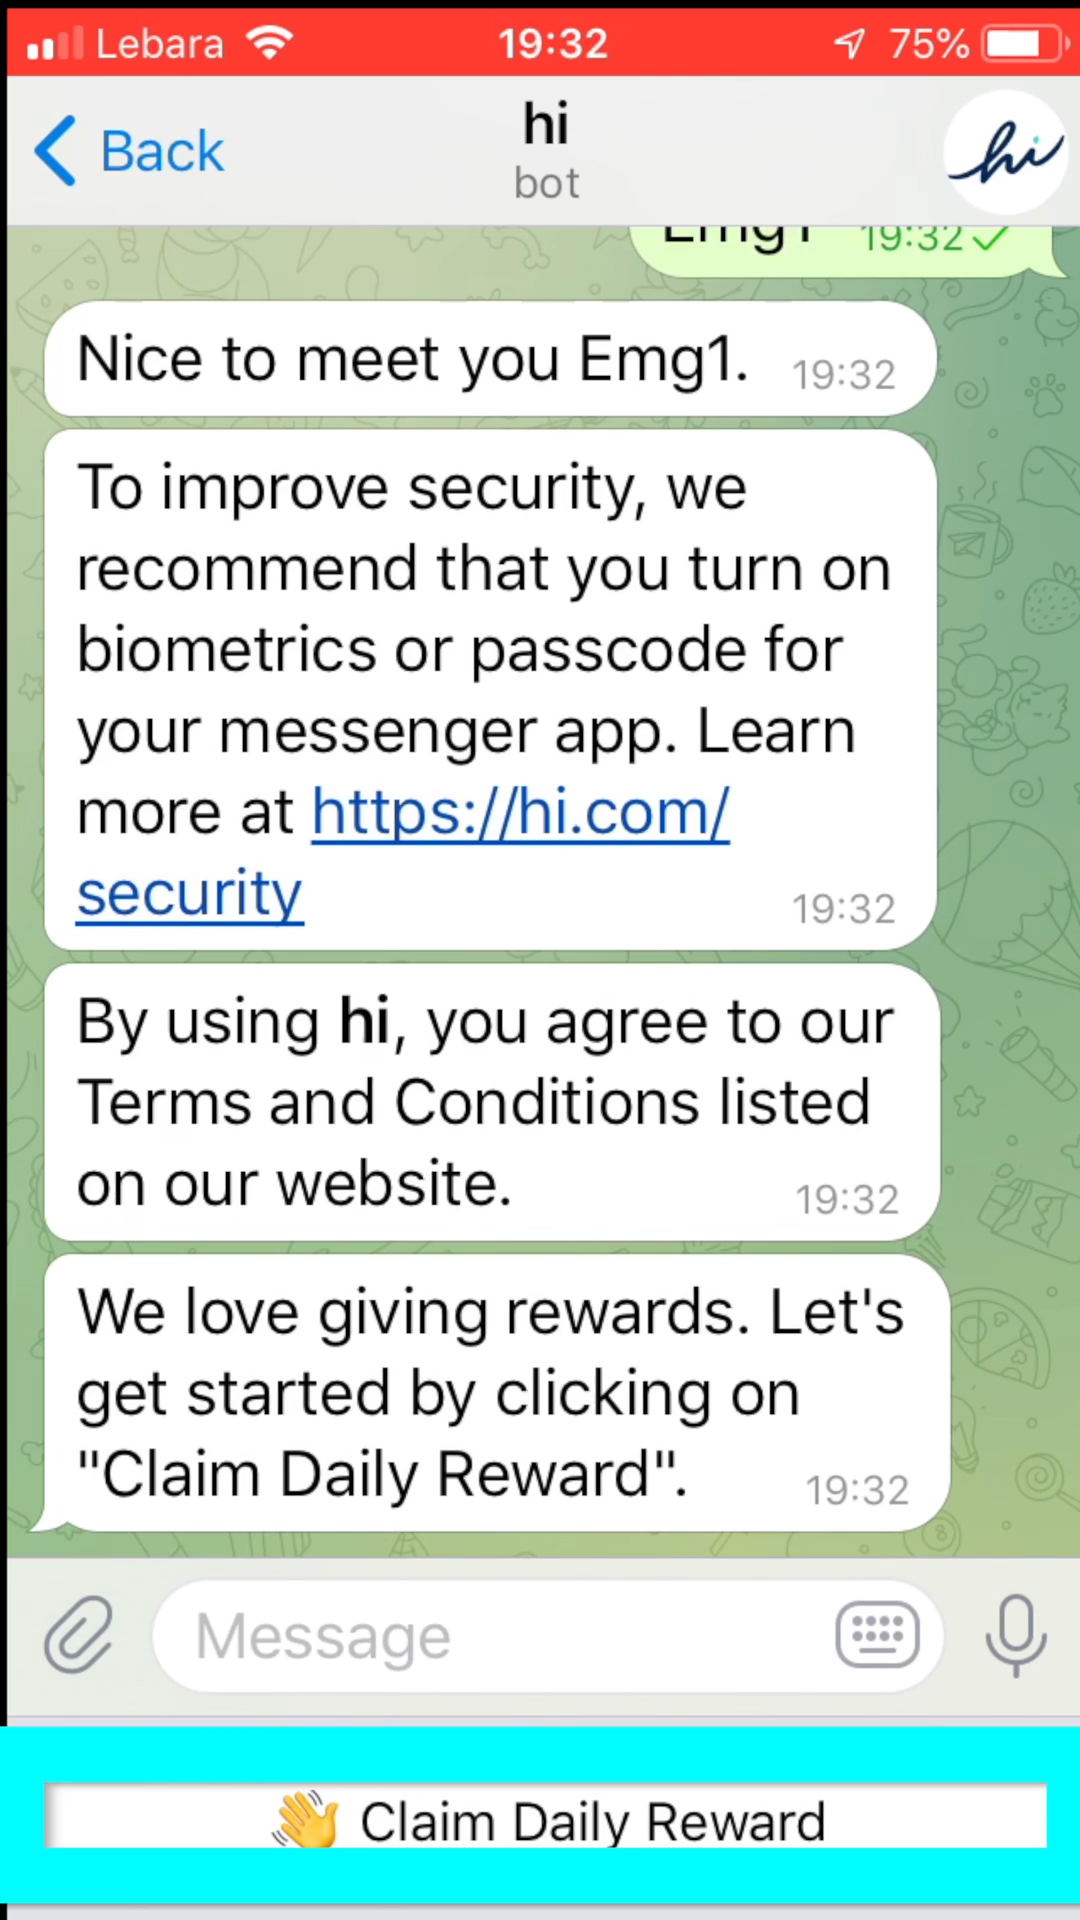 Lebara
19:32
75%
Back
hi
bot
hi
Emg1 19:32
Nice to meet you Emg1. 19:32
To improve security, we
recommend that you turn on
biometrics or passcode for
your messenger app. Learn
more at https://hi.com/
security 19:32
By using hi, you agree to our
Terms and Conditions listed
on our website. 19:32
We love giving rewards. Let's
get started by clicking on
"Claim Daily Reward". 19:32
Message
👋 Claim Daily Reward